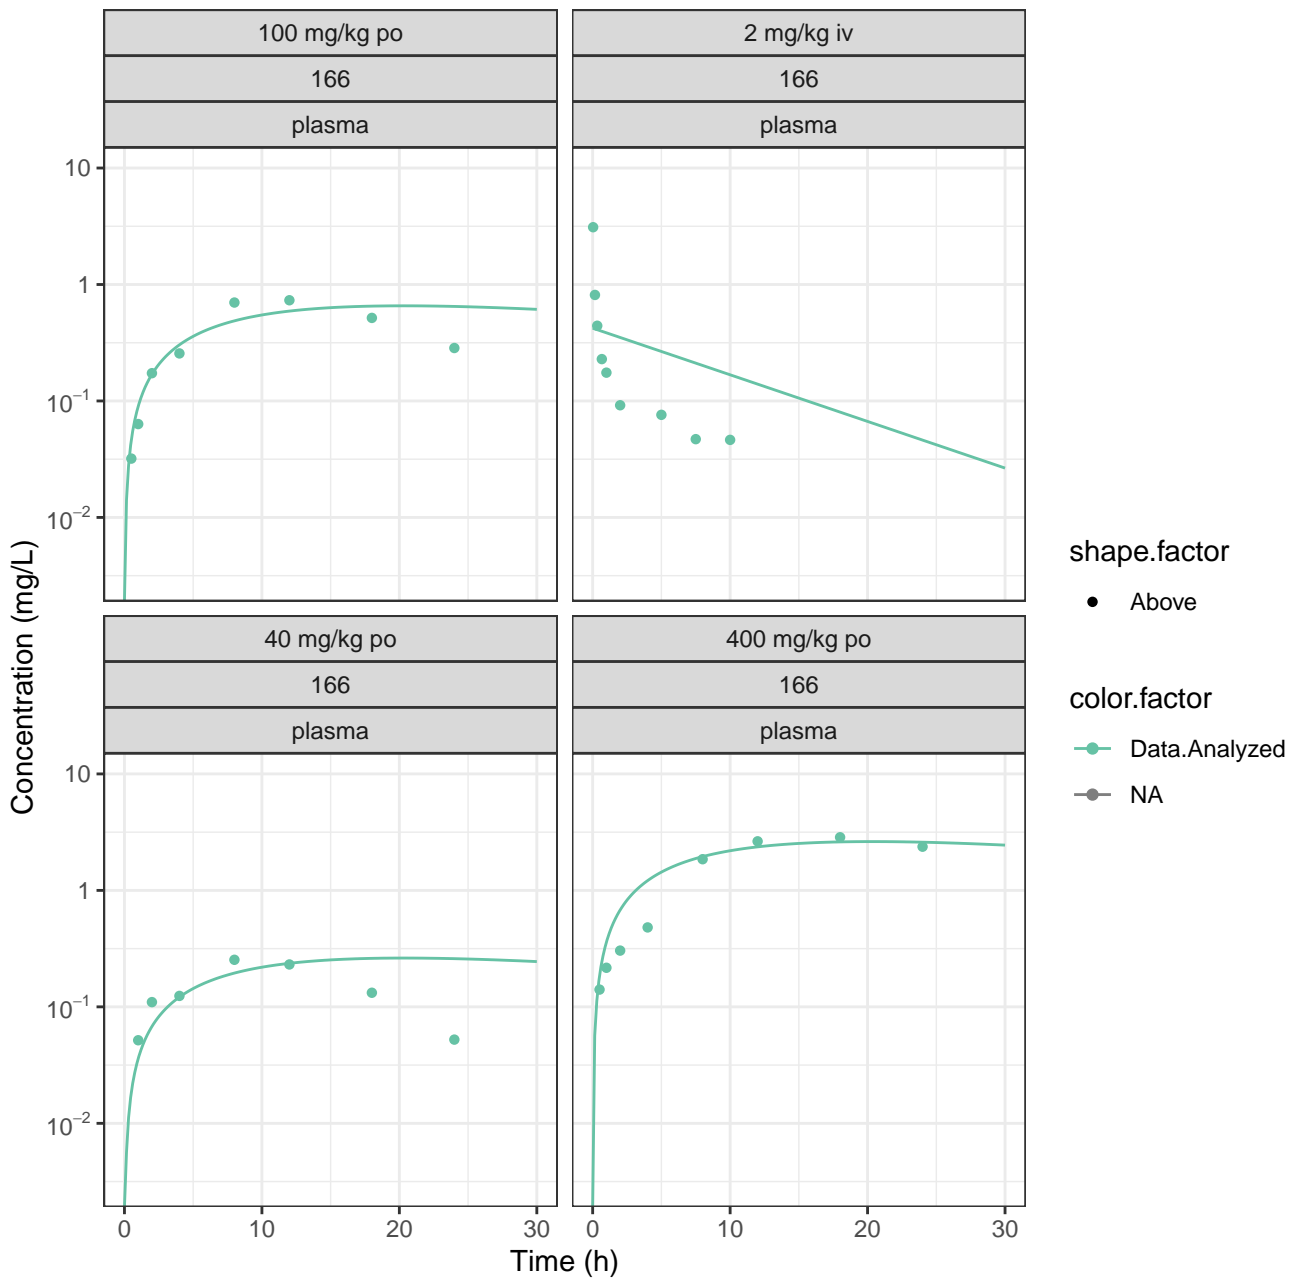 100 mg/kg po
2 mg/kg iv
166
166
plasma
plasma
10
1
10⁻¹
10⁻²
40 mg/kg po
400 mg/kg po
166
166
plasma
plasma
10
1
10⁻¹
10⁻²
0 10 20 30
0 10 20 30
Time (h)
Concentration (mg/L)
shape.factor
Above
color.factor
Data.Analyzed
NA